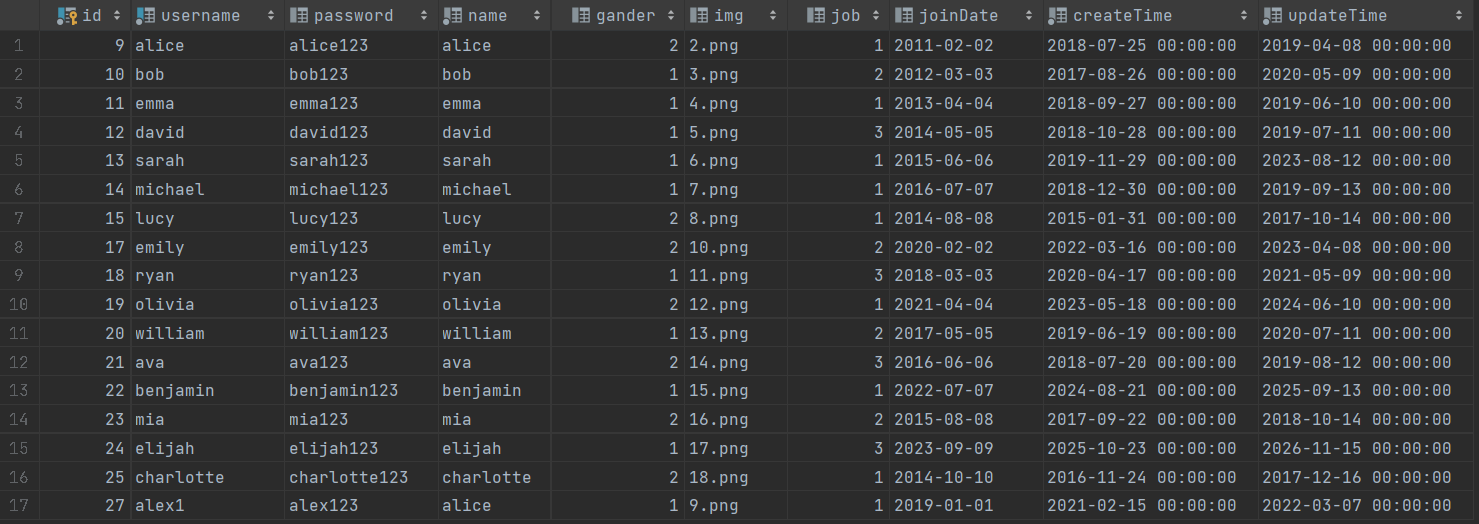 id username password name gander img job joinDate createTime updateTime
1 9 alice alice123 alice 2 2.png 1 2011-02-02 2018-07-25 00:00:00 2019-04-08 00:00:00
2 10 bob bob123 bob 1 3.png 2 2012-03-03 2017-08-26 00:00:00 2020-05-09 00:00:00
3 11 emma emma123 emma 1 4.png 1 2013-04-04 2018-09-27 00:00:00 2019-06-10 00:00:00
4 12 david david123 david 1 5.png 3 2014-05-05 2018-10-28 00:00:00 2019-07-11 00:00:00
5 13 sarah sarah123 sarah 1 6.png 1 2015-06-06 2019-11-29 00:00:00 2023-08-12 00:00:00
6 14 michael michael123 michael 1 7.png 1 2016-07-07 2018-12-30 00:00:00 2019-09-13 00:00:00
7 15 lucy lucy123 lucy 2 8.png 1 2014-08-08 2015-01-31 00:00:00 2017-10-14 00:00:00
8 17 emily emily123 emily 2 10.png 2 2020-02-02 2022-03-16 00:00:00 2023-04-08 00:00:00
9 18 ryan ryan123 ryan 1 11.png 3 2018-03-03 2020-04-17 00:00:00 2021-05-09 00:00:00
10 19 olivia olivia123 olivia 2 12.png 1 2021-04-04 2023-05-18 00:00:00 2024-06-10 00:00:00
11 20 william william123 william 1 13.png 2 2017-05-05 2019-06-19 00:00:00 2020-07-11 00:00:00
12 21 ava ava123 ava 2 14.png 3 2016-06-06 2018-07-20 00:00:00 2019-08-12 00:00:00
13 22 benjamin benjamin123 benjamin 1 15.png 1 2022-07-07 2024-08-21 00:00:00 2025-09-13 00:00:00
14 23 mia mia123 mia 2 16.png 2 2015-08-08 2017-09-22 00:00:00 2018-10-14 00:00:00
15 24 elijah elijah123 elijah 1 17.png 3 2023-09-09 2025-10-23 00:00:00 2026-11-15 00:00:00
16 25 charlotte charlotte123 charlotte 2 18.png 1 2014-10-10 2016-11-24 00:00:00 2017-12-16 00:00:00
17 27 alex1 alex123 alice 1 9.png 1 2019-01-01 2021-02-15 00:00:00 2022-03-07 00:00:00